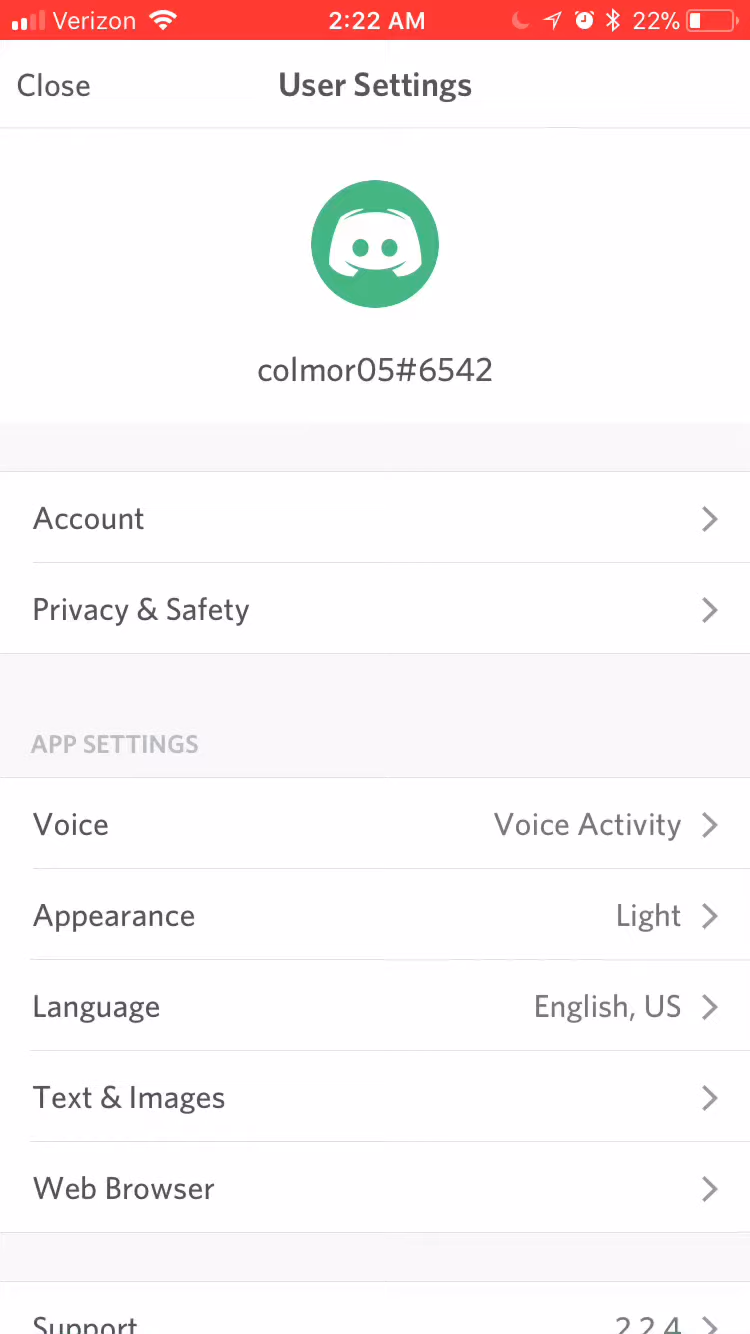 Verizon 2:22 AM 22%
Close User Settings
colmor05#6542
Account
Privacy & Safety
APP SETTINGS
Voice Voice Activity
Appearance Light
Language English, US
Text & Images
Web Browser
Support 2.2.4